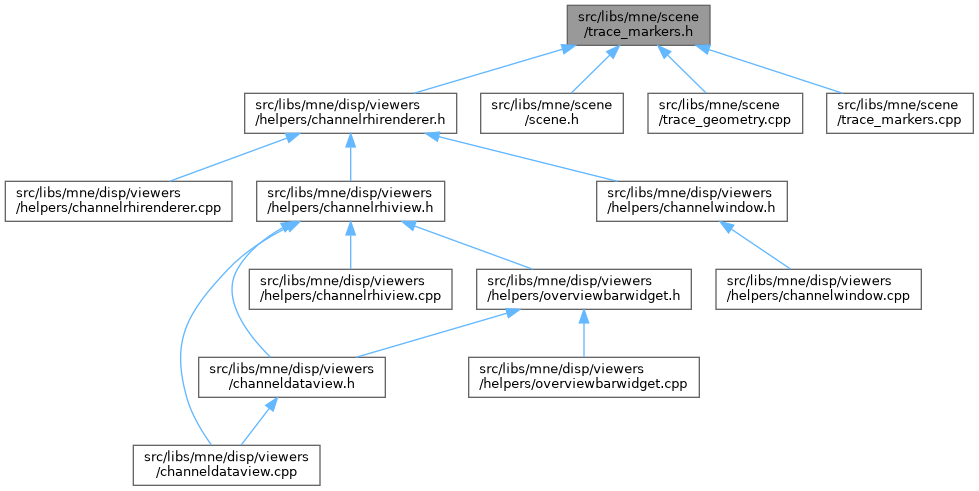 src/libs/mne/scene
/trace_markers.h
src/libs/mne/disp/viewers
/helpers/channelrhirenderer.h
src/libs/mne/scene
/scene.h
src/libs/mne/scene
/trace_geometry.cpp
src/libs/mne/scene
/trace_markers.cpp
src/libs/mne/disp/viewers
/helpers/channelrhirenderer.cpp
src/libs/mne/disp/viewers
/helpers/channelrhiview.h
src/libs/mne/disp/viewers
/helpers/channelwindow.h
src/libs/mne/disp/viewers
/helpers/channelrhiview.cpp
src/libs/mne/disp/viewers
/helpers/overviewbarwidget.h
src/libs/mne/disp/viewers
/helpers/channelwindow.cpp
src/libs/mne/disp/viewers
/channeldataview.h
src/libs/mne/disp/viewers
/helpers/overviewbarwidget.cpp
src/libs/mne/disp/viewers
/channeldataview.cpp